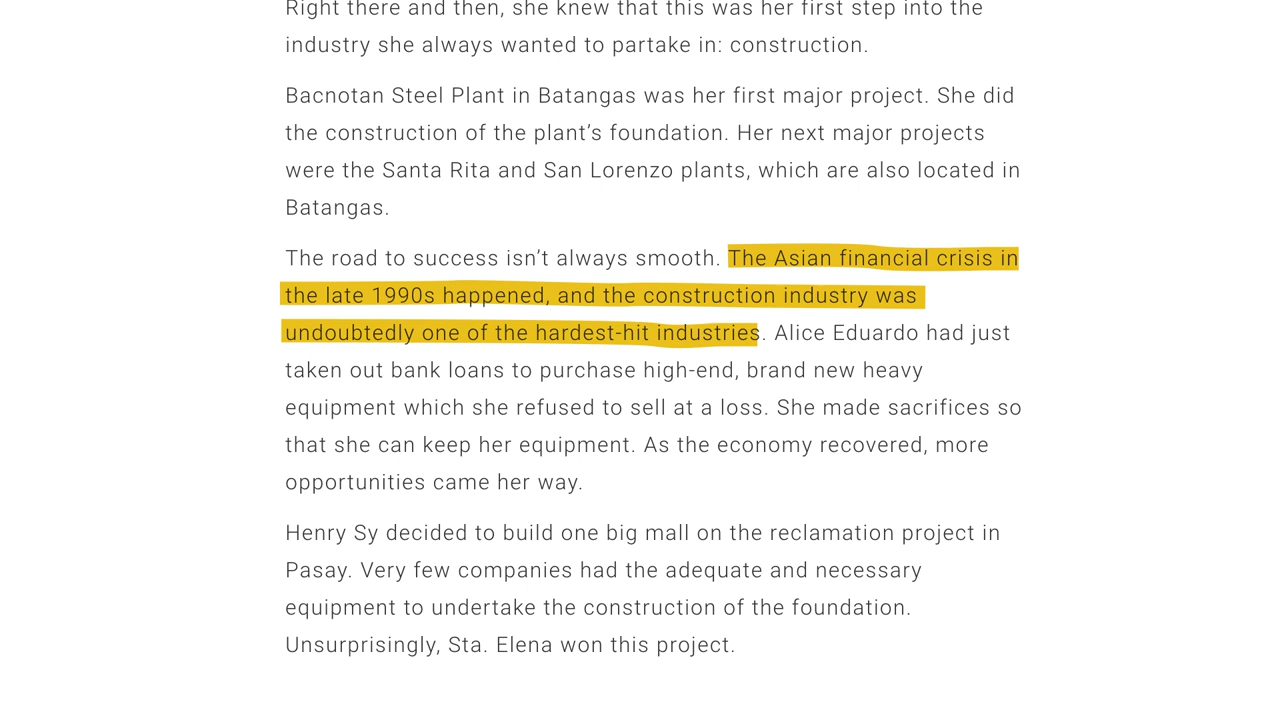 Right there and then, she knew that this was her first step into the
industry she always wanted to partake in: construction.
Bacnotan Steel Plant in Batangas was her first major project. She did
the construction of the plant’s foundation. Her next major projects
were the Santa Rita and San Lorenzo plants, which are also located in
Batangas.
The road to success isn’t always smooth. The Asian financial crisis in
the late 1990s happened, and the construction industry was
undoubtedly one of the hardest-hit industries. Alice Eduardo had just
taken out bank loans to purchase high-end, brand new heavy
equipment which she refused to sell at a loss. She made sacrifices so
that she can keep her equipment. As the economy recovered, more
opportunities came her way.
Henry Sy decided to build one big mall on the reclamation project in
Pasay. Very few companies had the adequate and necessary
equipment to undertake the construction of the foundation.
Unsurprisingly, Sta. Elena won this project.